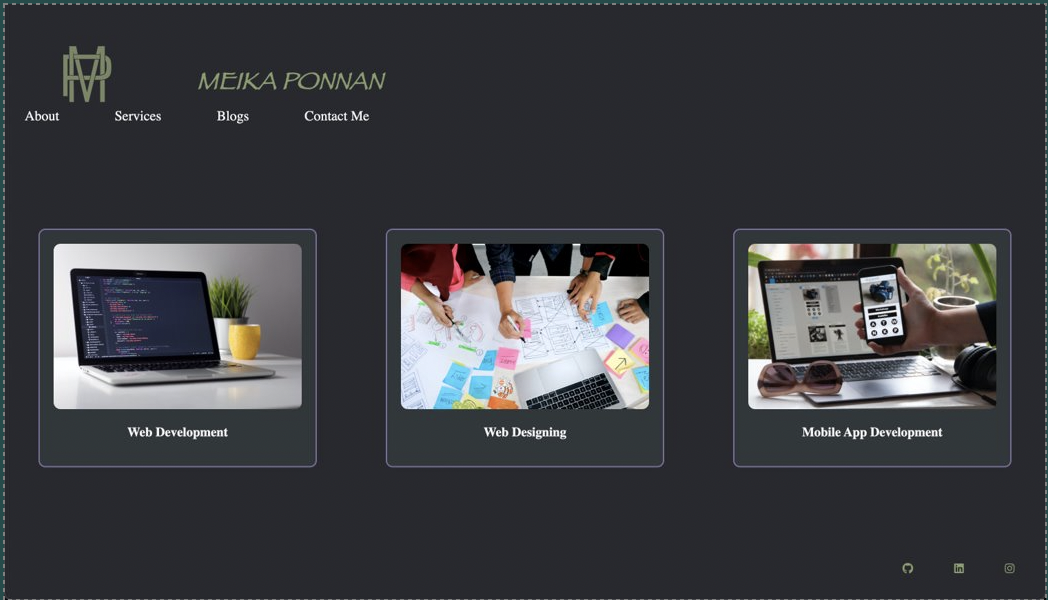 MP
MEIKA PONNAN
About Services Blogs Contact Me
Web Development Web Designing Mobile App Development